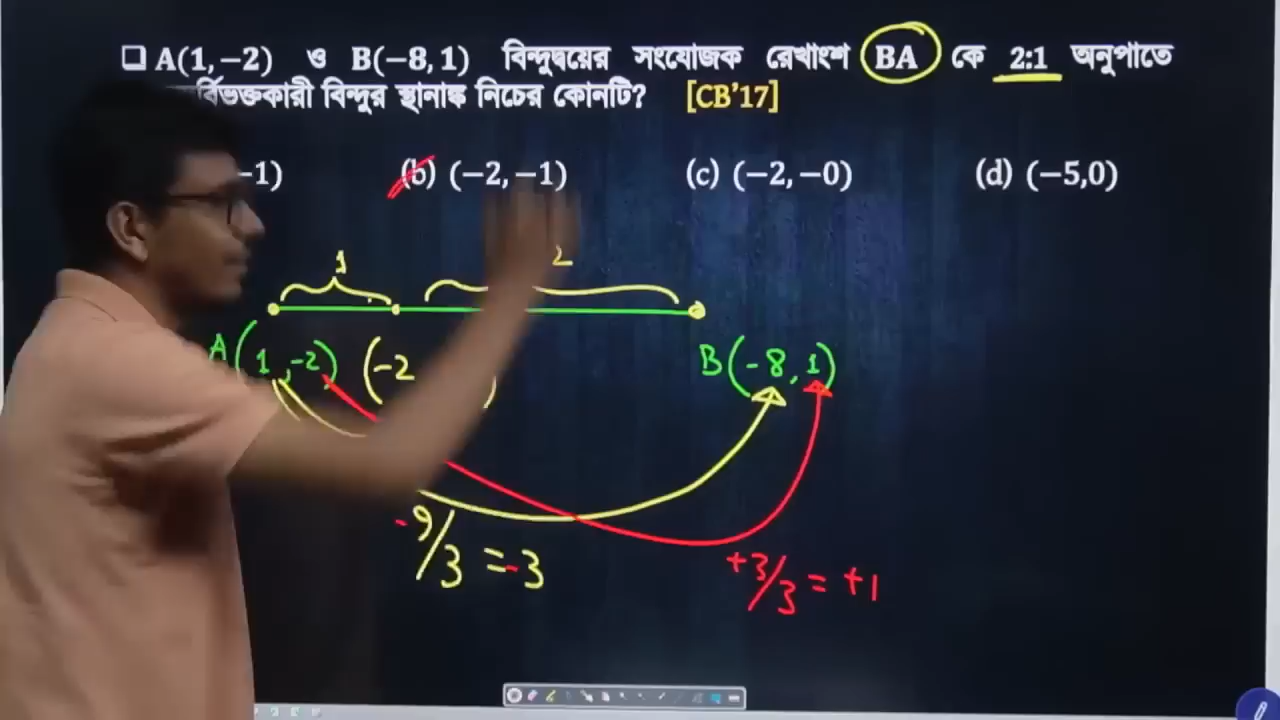 ❑ A(1,−2) ও B(−8,1) বিন্দুদ্বয়ের সংযোজক রেখাংশ BA কে 2:1 অনুপাতে
র্বিভক্তকারী বিন্দুর স্থানাঙ্ক নিচের কোনটি? [CB'17]
−1) (b) (−2,−1) (c) (−2,−0) (d) (−5,0)
1 2
A(1,−2) (−2 ) B(−8,1)
-9/3 = -3
+3/3 = +1